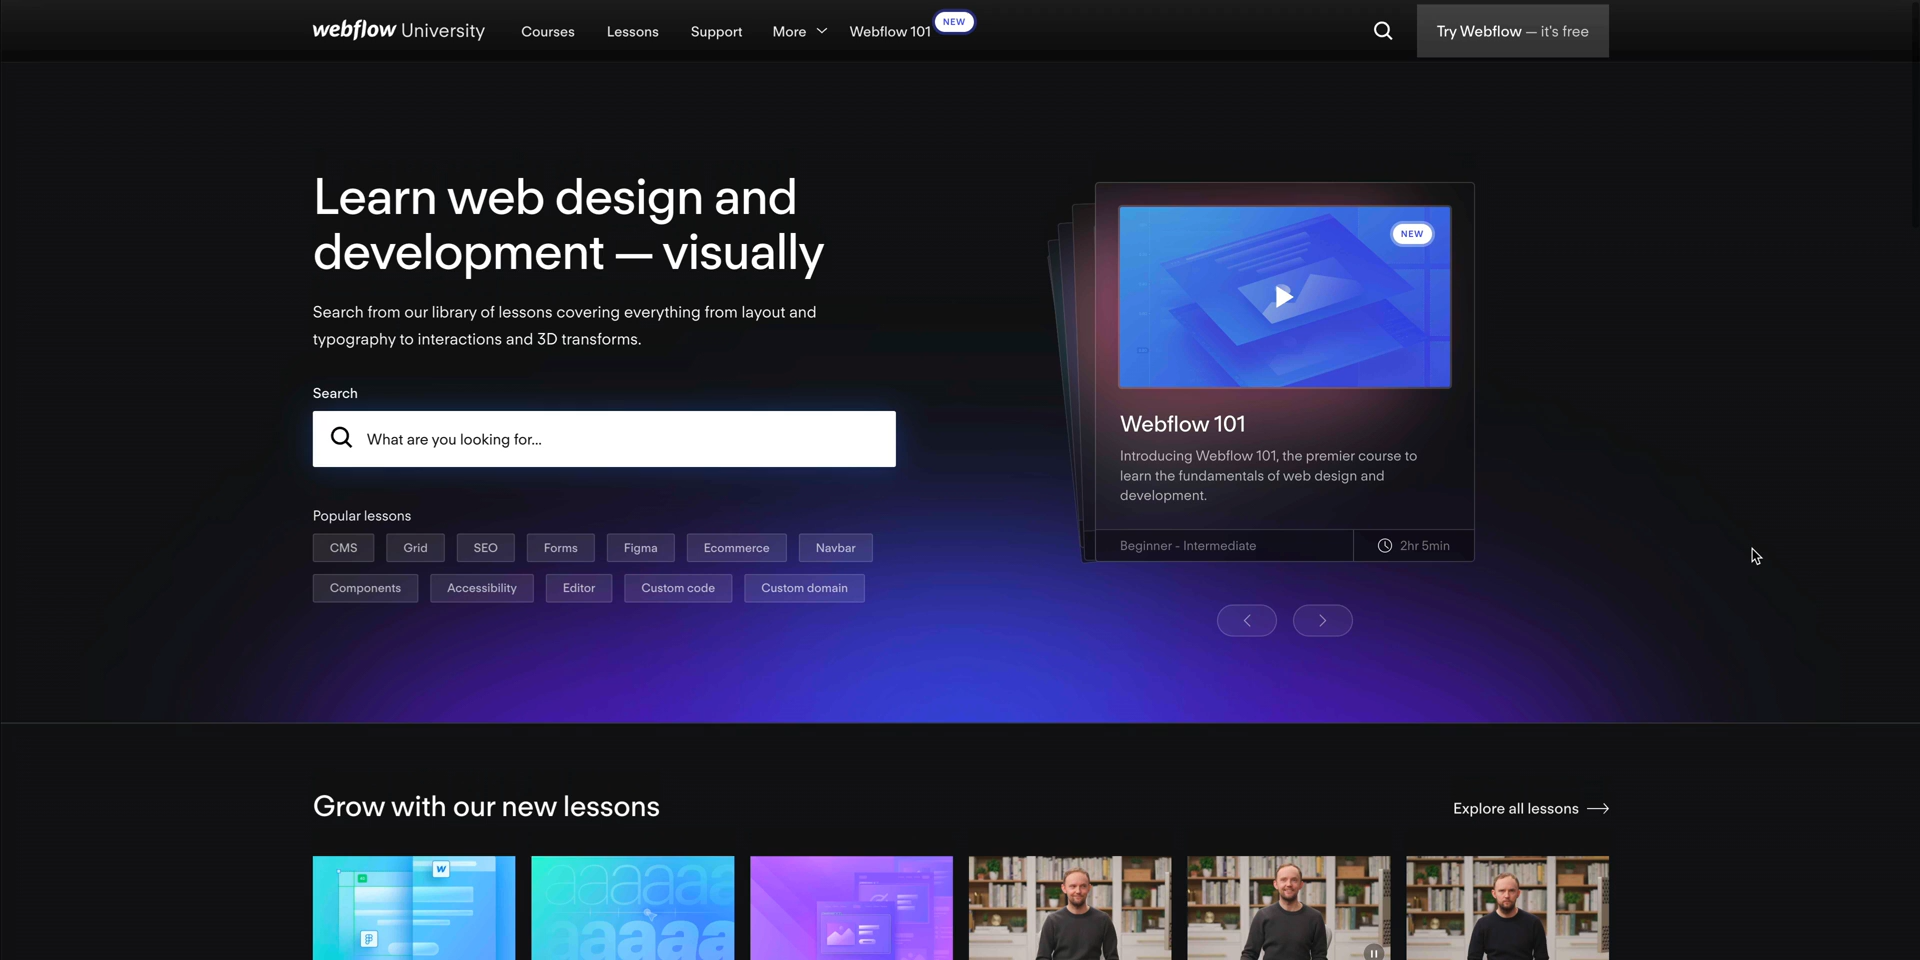 webflow University
Courses
Lessons
Support
More
Webflow 101
NEW
Try Webflow — it's free
Learn web design and
development — visually
Search from our library of lessons covering everything from layout and
typography to interactions and 3D transforms.
Search
What are you looking for...
Popular lessons
CMS
Grid
SEO
Forms
Figma
Ecommerce
Navbar
Components
Accessibility
Editor
Custom code
Custom domain
NEW
Webflow 101
Introducing Webflow 101, the premier course to
learn the fundamentals of web design and
development.
Beginner - Intermediate
2hr 5min
Grow with our new lessons
Explore all lessons
W
aaaaaa
aaaa